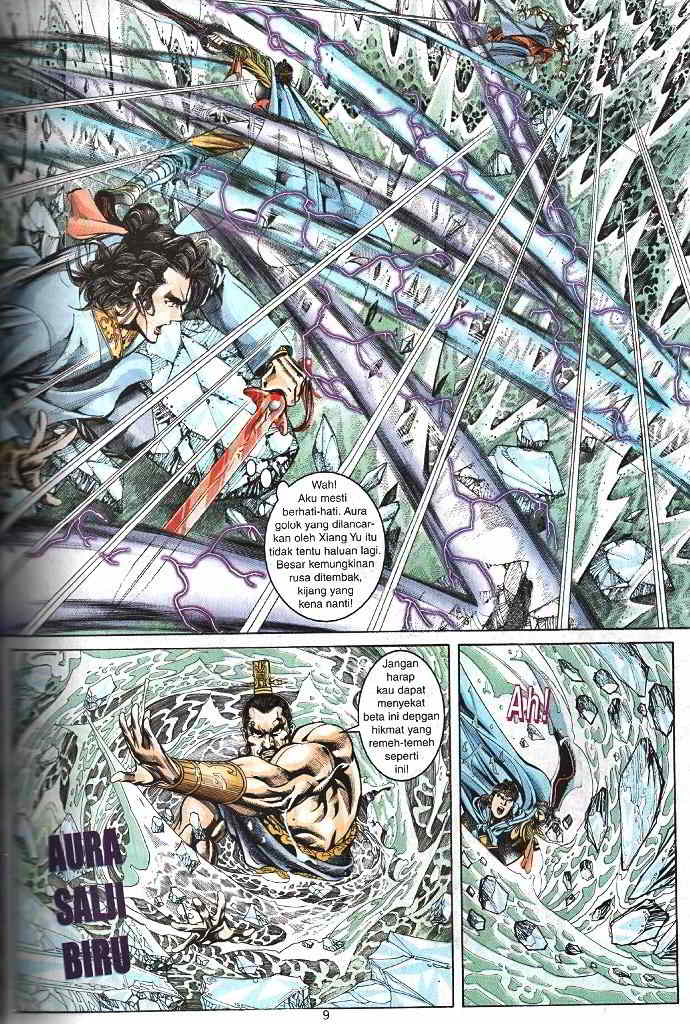 Wah!
Aku mesti
berhati-hati. Aura
golok yang dilancar-
kan oleh Xiang Yu itu
tidak tentu haluan lagi.
Besar kemungkinan
rusa ditembak,
kijang yang
kena nanti!
Jangan
harap
kau dapat
menyekat
beta ini dengan
hikmat yang
remeh-temeh
seperti
ini!
AURA
SALJI
BIRU
Ah!
9